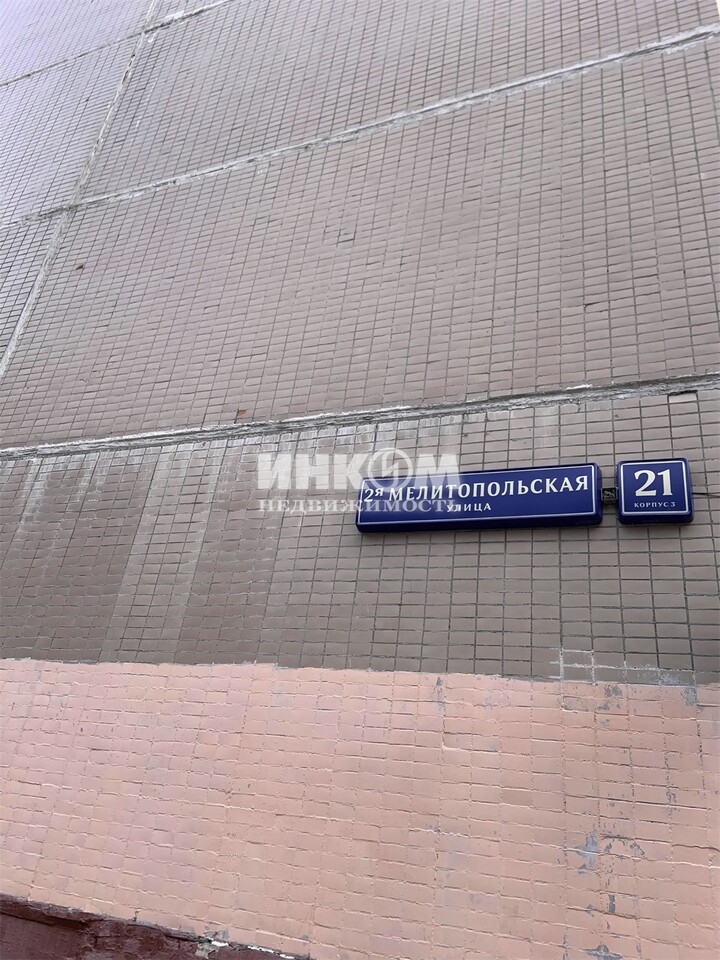 ИНКОМ
НЕДВИЖИМОСТЬ
2я МЕЛИТОПОЛЬСКАЯ
УЛИЦА
21
КОРПУС 3